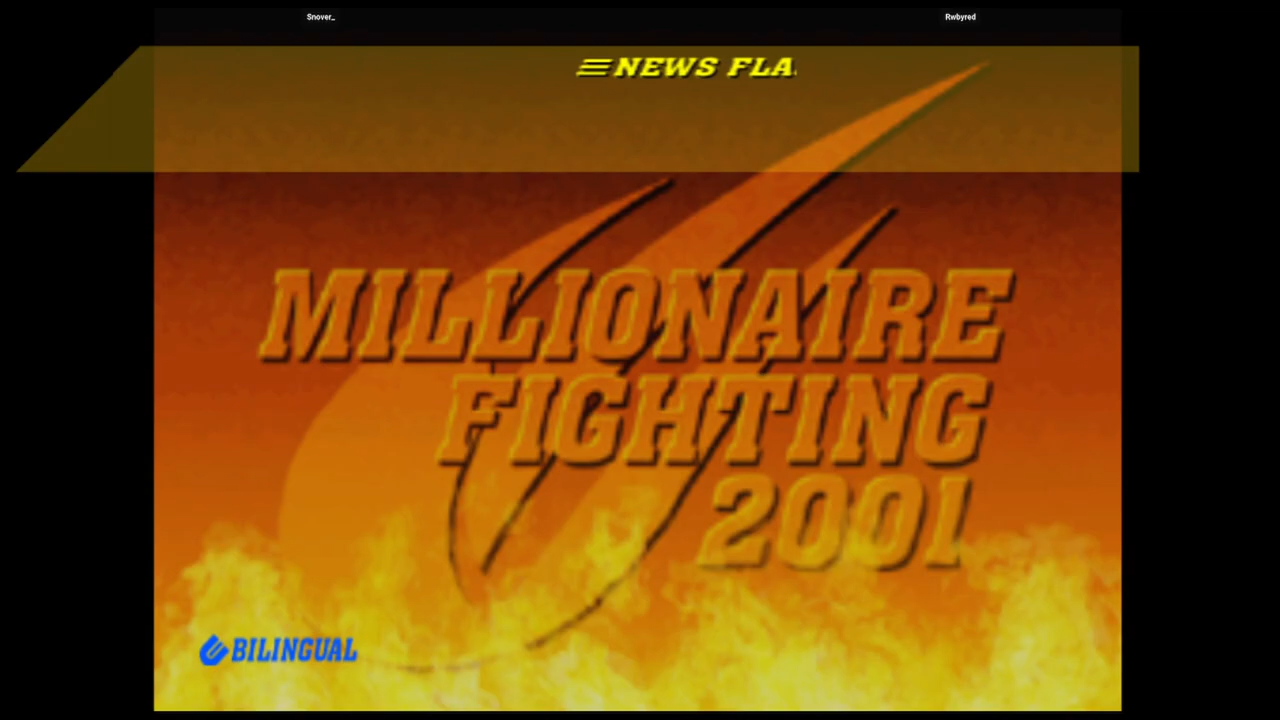 Snover_
Rwbyred
NEWS FLA
MILLIONAIRE
FIGHTING
2001
BILINGUAL